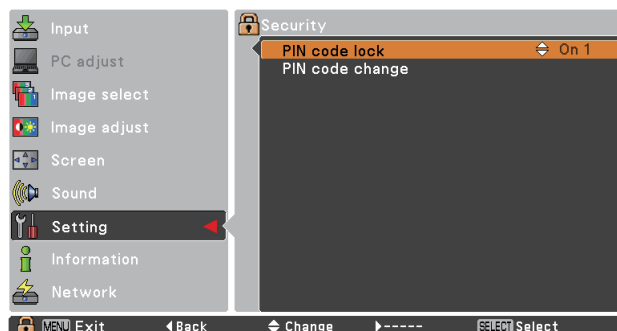 Input
PC adjust
Image select
Image adjust
Screen
Sound
Setting
Information
Network
Security
PIN code lock On 1
PIN code change
MENU Exit Back Change ----- SELECT Select